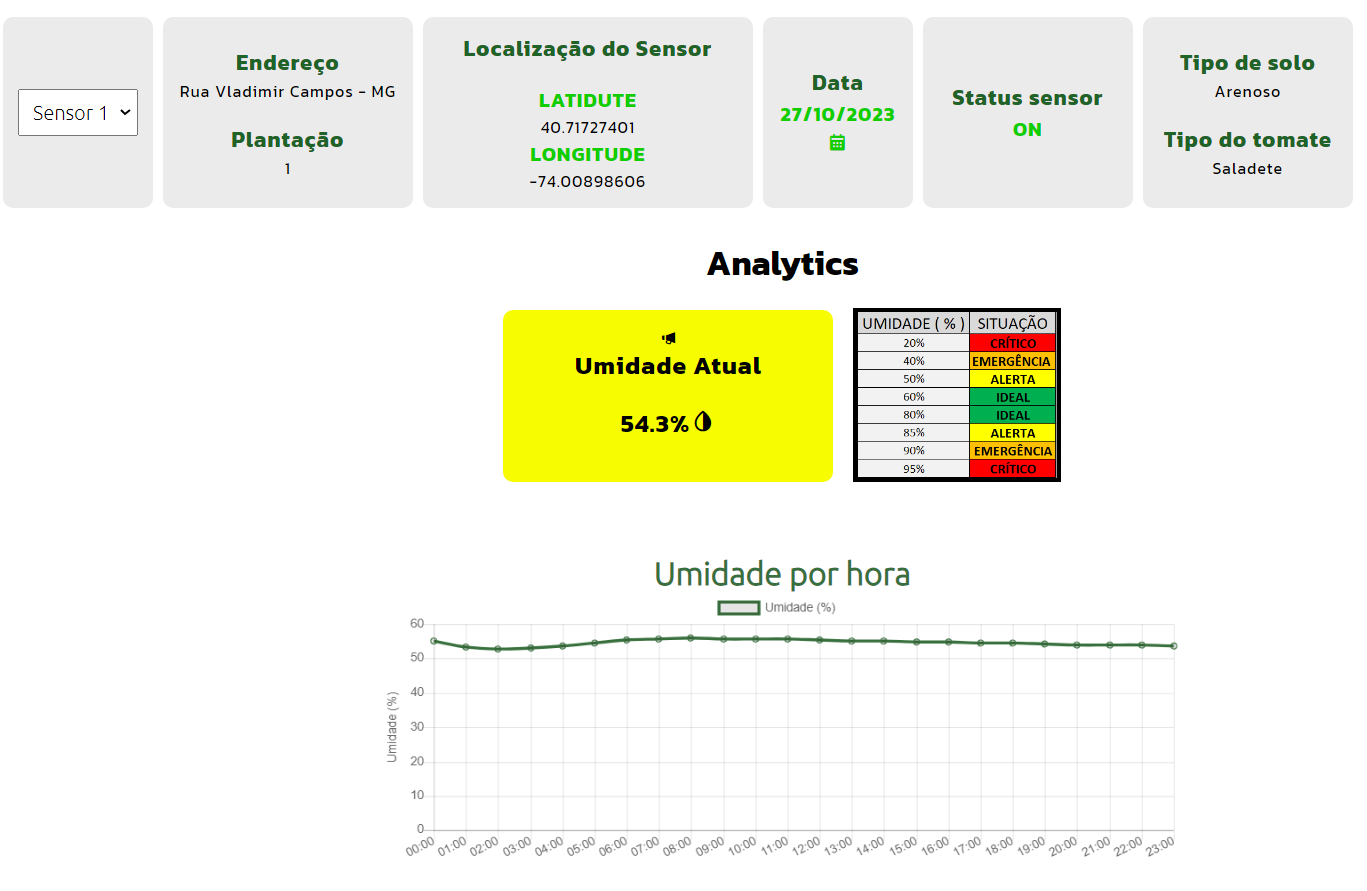 Sensor 1
Endereço
Rua Vladimir Campos - MG
Plantação
1
Localização do Sensor
LATIDUTE
40.71727401
LONGITUDE
-74.00898606
Data
27/10/2023
Status sensor
ON
Tipo de solo
Arenoso
Tipo do tomate
Saladete
Analytics
Umidade Atual
54.3%
UMIDADE ( % ) SITUAÇÃO
20% CRÍTICO
40% EMERGÊNCIA
50% ALERTA
60% IDEAL
80% IDEAL
85% ALERTA
90% EMERGÊNCIA
95% CRÍTICO
Umidade por hora
Umidade (%)
Umidade (%)
60
50
40
30
20
10
0
00:00 01:00 02:00 03:00 04:00 05:00 06:00 07:00 08:00 09:00 10:00 11:00 12:00 13:00 14:00 15:00 16:00 17:00 18:00 19:00 20:00 21:00 22:00 23:00